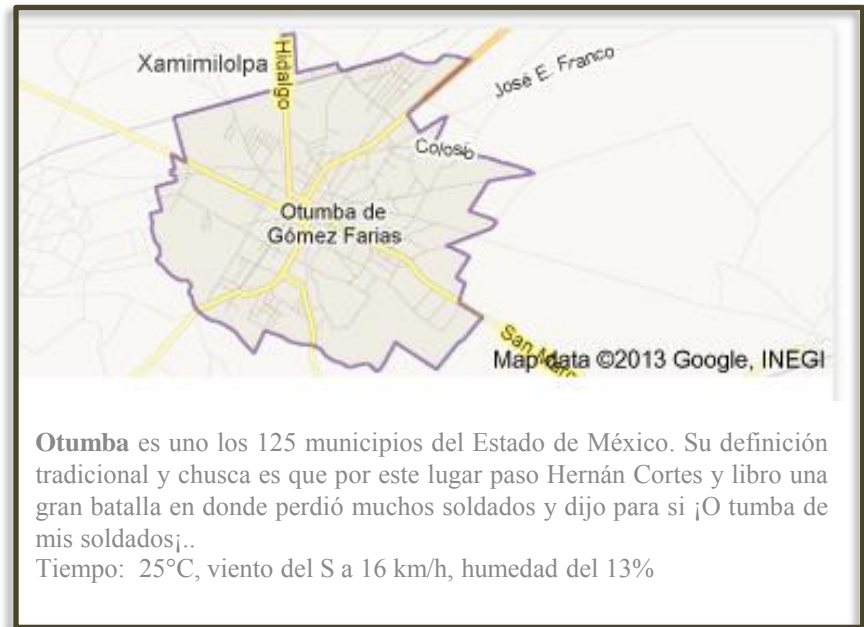 Xamimilolpa
Hidalgo
José E. Franco
Colosio
Otumba de
Gómez Farias
San Marc
Map data ©2013 Google, INEGI
Otumba es uno los 125 municipios del Estado de México. Su definición
tradicional y chusca es que por este lugar paso Hernán Cortes y libro una
gran batalla en donde perdió muchos soldados y dijo para si ¡O tumba de
mis soldados¡..
Tiempo: 25°C, viento del S a 16 km/h, humedad del 13%